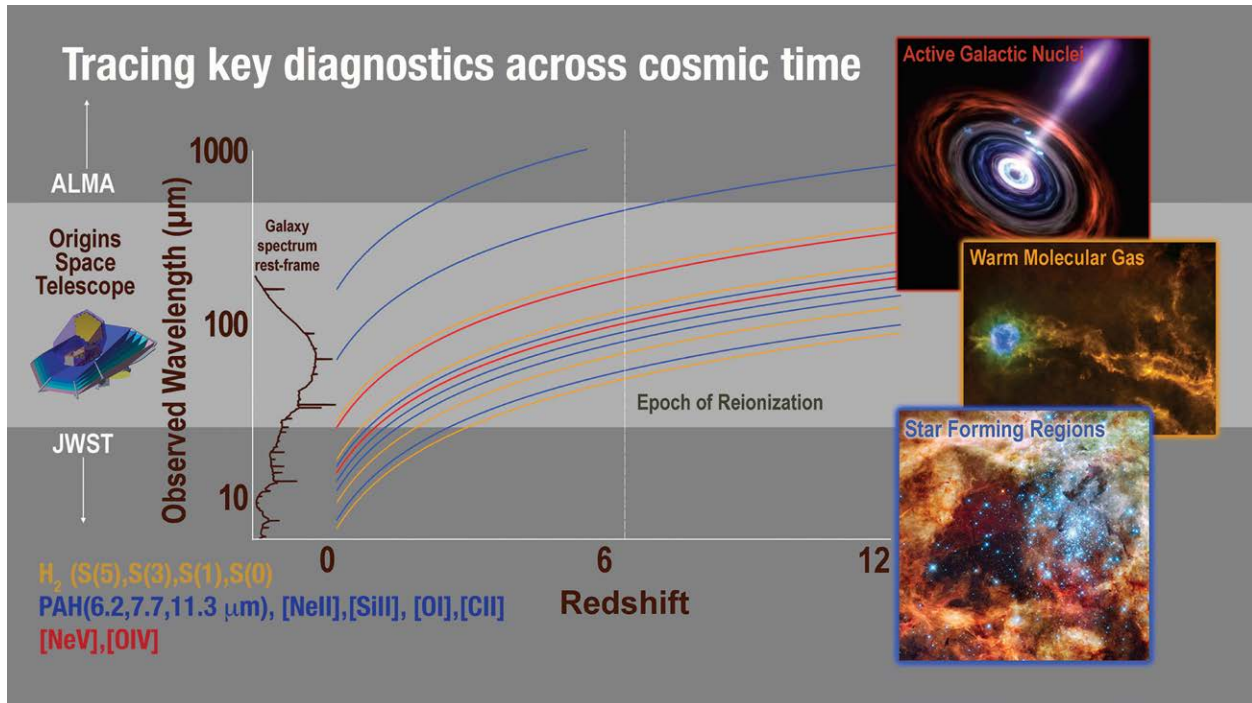 Tracing key diagnostics across cosmic time
Active Galactic Nuclei
1000
ALMA
Observed Wavelength (μm)
Galaxy
spectrum
rest-frame
Origins
Space
Telescope
Warm Molecular Gas
100
Epoch of Reionization
JWST
Star Forming Regions
10
0
6
12
Redshift
H₂ (S(5),S(3),S(1),S(0)
PAH(6.2,7.7,11.3 μm), [NeII],[SiII], [OI],[CII]
[NeV],[OIV]